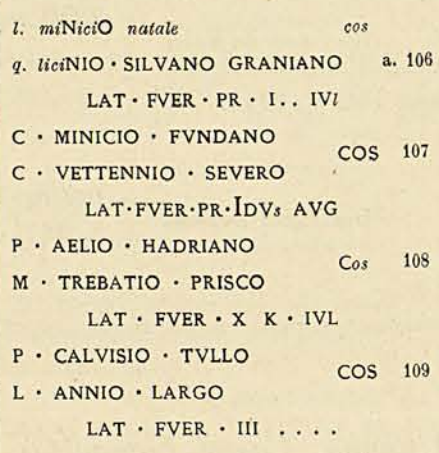 l. miNiciO natale cos
q. liciNIO · SILVANO GRANIANO a. 106
LAT · FVER · PR · I . . IVl
C · MINICIO · FVNDANO
COS 107
C · VETTENNIO · SEVERO
LAT · FVER · PR · IDVs AVG
P · AELIO · HADRIANO
Cos 108
M · TREBATIO · PRISCO
LAT · FVER · X K · IVL
P · CALVISIO · TVLLO
COS 109
L · ANNIO · LARGO
LAT · FVER · III . . . .